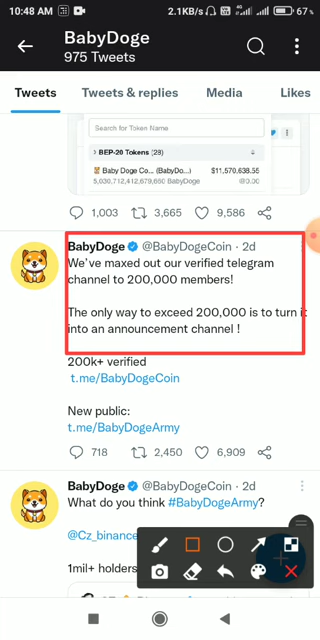 10:48 AM
2.1KB/s
4G
67%
BabyDoge
975 Tweets
Tweets
Tweets & replies
Media
Likes
Search for Token Name
> BEP-20 Tokens (28)
Baby Doge Co... (BabyDo...)
$11,570,638.55
5,030,712,412,679,660 BabyDoge
@0.00
1,003
3,665
9,586
BabyDoge @BabyDogeCoin · 2d
We've maxed out our verified telegram
channel to 200,000 members!
The only way to exceed 200,000 is to turn it
into an announcement channel !
200k+ verified
t.me/BabyDogeCoin
New public:
t.me/BabyDogeArmy
718
2,450
6,909
BabyDoge @BabyDogeCoin · 2d
What do you think #BabyDogeArmy?
@Cz_binance
1mil+ holders